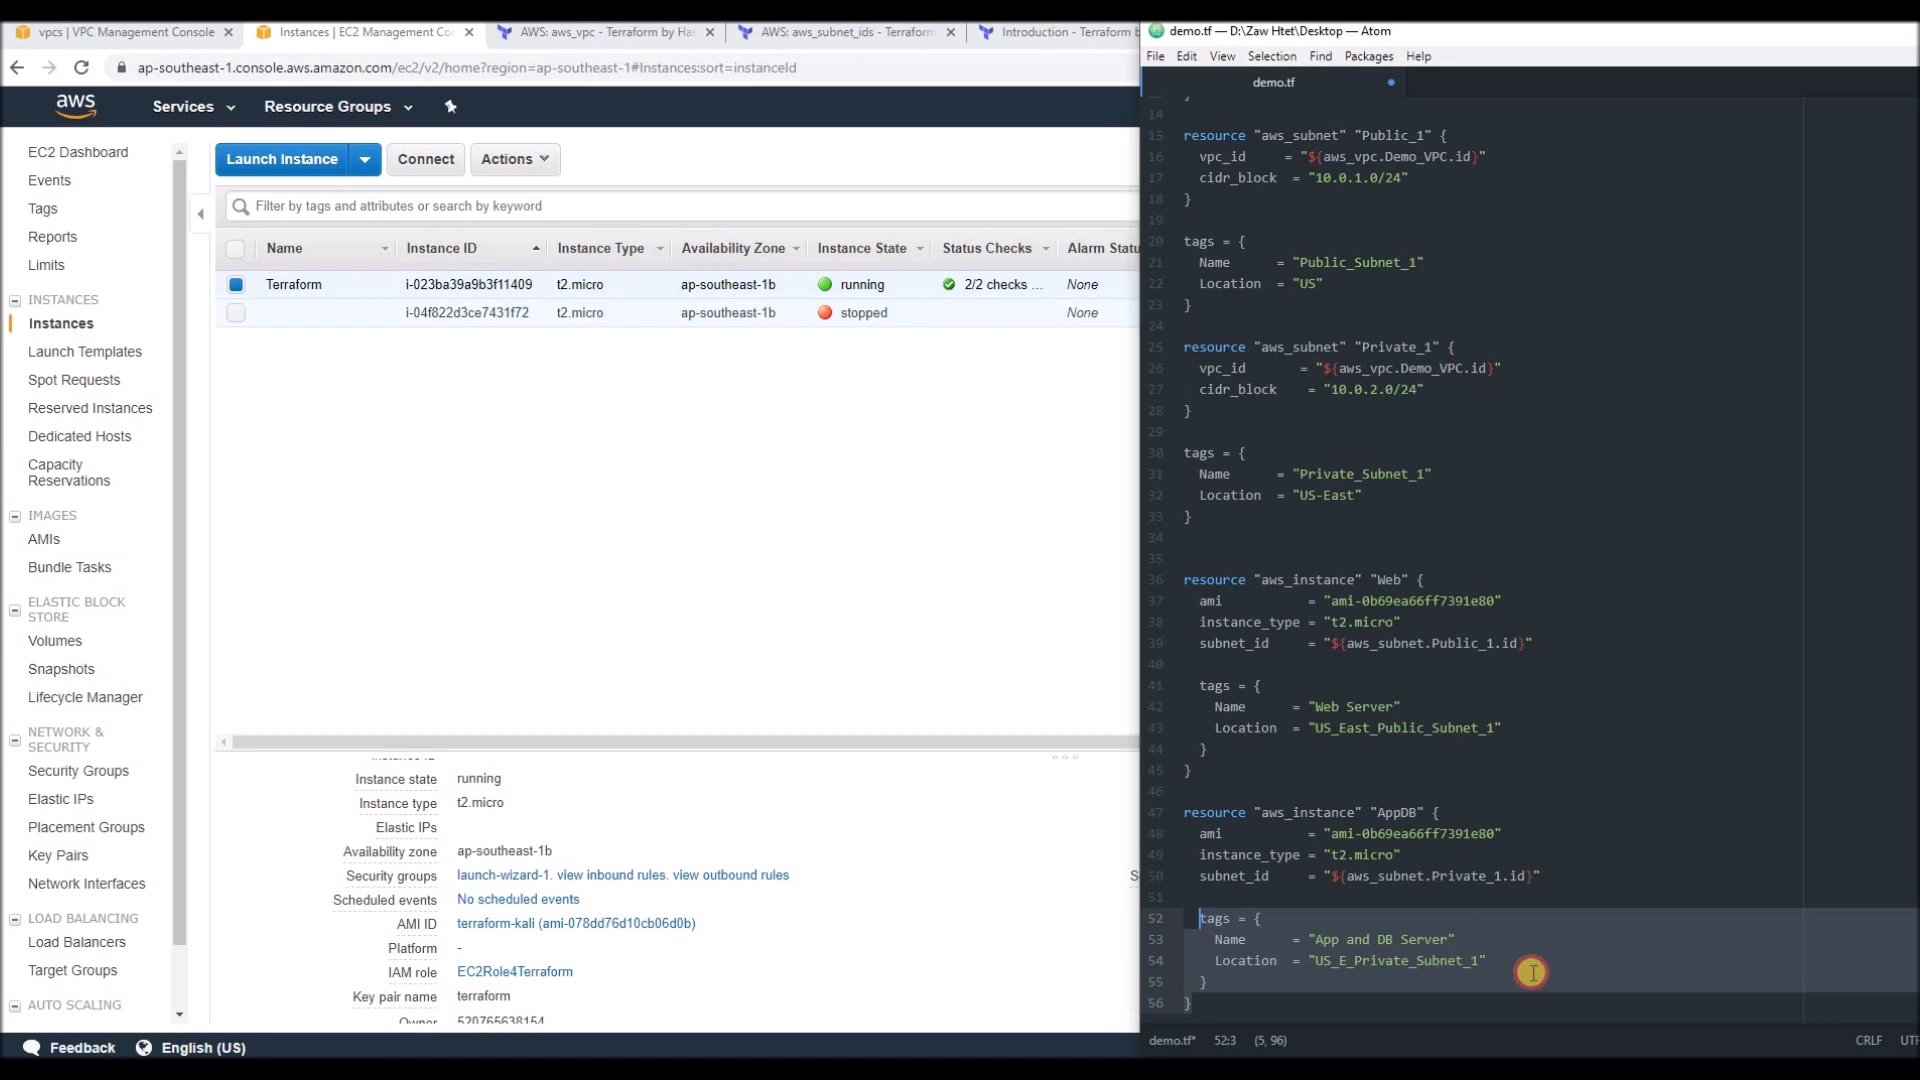 vpcs | VPC Management Console
Instances | EC2 Management Co
AWS: aws_vpc - Terraform by Has
AWS: aws_subnet_ids - Terraform
Introduction - Terraform b
ap-southeast-1.console.aws.amazon.com/ec2/v2/home?region=ap-southeast-1#Instances:sort=instanceId
aws
Services
Resource Groups
EC2 Dashboard
Events
Tags
Reports
Limits
INSTANCES
Instances
Launch Templates
Spot Requests
Reserved Instances
Dedicated Hosts
Capacity
Reservations
IMAGES
AMIs
Bundle Tasks
ELASTIC BLOCK
STORE
Volumes
Snapshots
Lifecycle Manager
NETWORK &
SECURITY
Security Groups
Elastic IPs
Placement Groups
Key Pairs
Network Interfaces
LOAD BALANCING
Load Balancers
Target Groups
AUTO SCALING
Launch Instance Connect Actions
Filter by tags and attributes or search by keyword
Name Instance ID Instance Type Availability Zone Instance State Status Checks Alarm Statu
Terraform i-023ba39a9b3f11409 t2.micro ap-southeast-1b running 2/2 checks ... None
i-04f822d3ce7431f72 t2.micro ap-southeast-1b stopped None
Instance state running
Instance type t2.micro
Elastic IPs
Availability zone ap-southeast-1b
Security groups launch-wizard-1. view inbound rules. view outbound rules
Scheduled events No scheduled events
AMI ID terraform-kali (ami-078dd76d10cb06d0b)
Platform -
IAM role EC2Role4Terraform
Key pair name terraform
Owner 520765638154
S
Feedback English (US)
demo.tf — D:\Zaw Htet\Desktop — Atom
File Edit View Selection Find Packages Help
demo.tf
}
14
15 resource "aws_subnet" "Public_1" {
16 vpc_id = "${aws_vpc.Demo_VPC.id}"
17 cidr_block = "10.0.1.0/24"
18 }
19
20 tags = {
21 Name = "Public_Subnet_1"
22 Location = "US"
23 }
24
25 resource "aws_subnet" "Private_1" {
26 vpc_id = "${aws_vpc.Demo_VPC.id}"
27 cidr_block = "10.0.2.0/24"
28 }
29
30 tags = {
31 Name = "Private_Subnet_1"
32 Location = "US-East"
33 }
34
35
36 resource "aws_instance" "Web" {
37 ami = "ami-0b69ea66ff7391e80"
38 instance_type = "t2.micro"
39 subnet_id = "${aws_subnet.Public_1.id}"
40
41 tags = {
42 Name = "Web Server"
43 Location = "US_East_Public_Subnet_1"
44 }
45 }
46
47 resource "aws_instance" "AppDB" {
48 ami = "ami-0b69ea66ff7391e80"
49 instance_type = "t2.micro"
50 subnet_id = "${aws_subnet.Private_1.id}"
51
52 tags = {
53 Name = "App and DB Server"
54 Location = "US_E_Private_Subnet_1"
55 }
56 }
demo.tf* 52:3 (5, 96) CRLF UTF